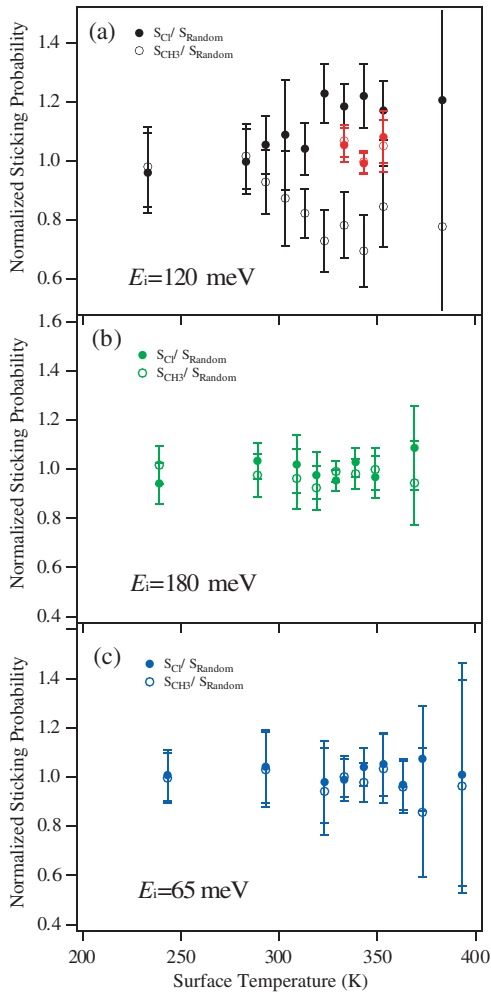 (a)
S_Cl/ S_Random
S_CH3/ S_Random
Normalized Sticking Probability
1.4
1.2
1.0
0.8
0.6
E_i=120 meV
(b)
S_Cl/ S_Random
S_CH3/ S_Random
Normalized Sticking Probability
1.6
1.4
1.2
1.0
0.8
0.6
0.4
E_i=180 meV
(c)
S_Cl/ S_Random
S_CH3/ S_Random
Normalized Sticking Probability
1.4
1.2
1.0
0.8
0.6
0.4
E_i=65 meV
200 250 300 350 400
Surface Temperature (K)